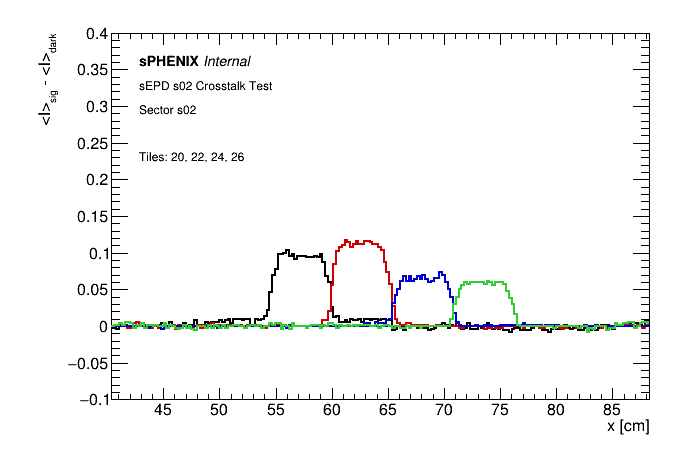 <I>sig - <I>dark
0.4
0.35
0.3
0.25
0.2
0.15
0.1
0.05
0
−0.05
−0.1
sPHENIX Internal
sEPD s02 Crosstalk Test
Sector s02
Tiles: 20, 22, 24, 26
45 50 55 60 65 70 75 80 85
x [cm]